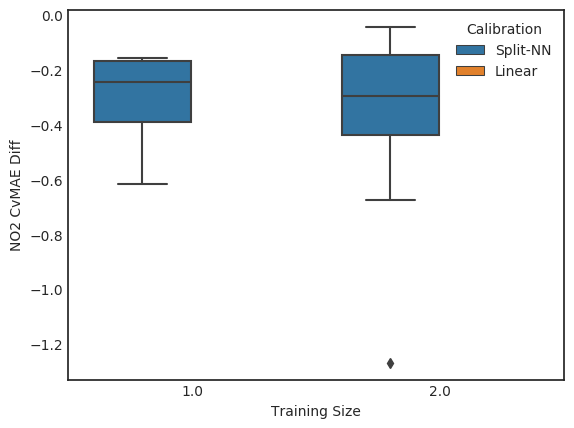 0.0
−0.2
−0.4
−0.6
−0.8
−1.0
−1.2
NO2 CvMAE Diff
Calibration
Split-NN
Linear
1.0
2.0
Training Size